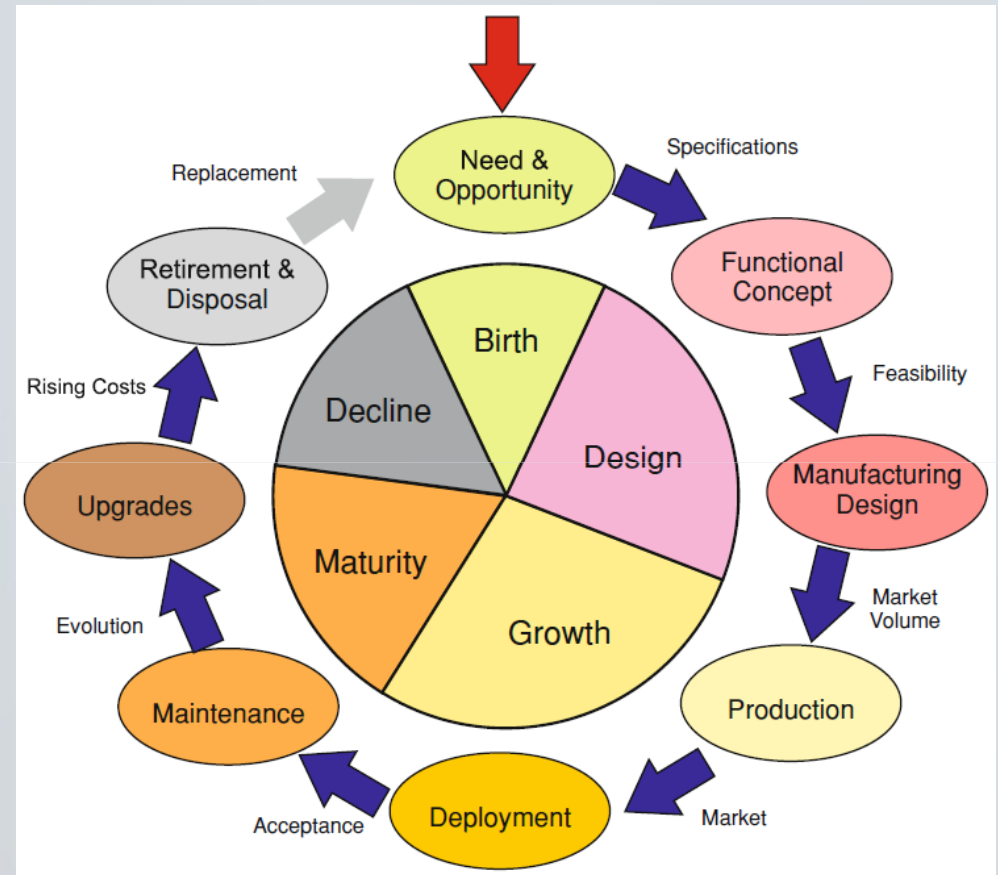 Need &
Opportunity
Specifications
Functional
Concept
Feasibility
Manufacturing
Design
Market
Volume
Production
Market
Deployment
Acceptance
Maintenance
Evolution
Upgrades
Rising Costs
Retirement &
Disposal
Replacement
Birth
Design
Growth
Maturity
Decline